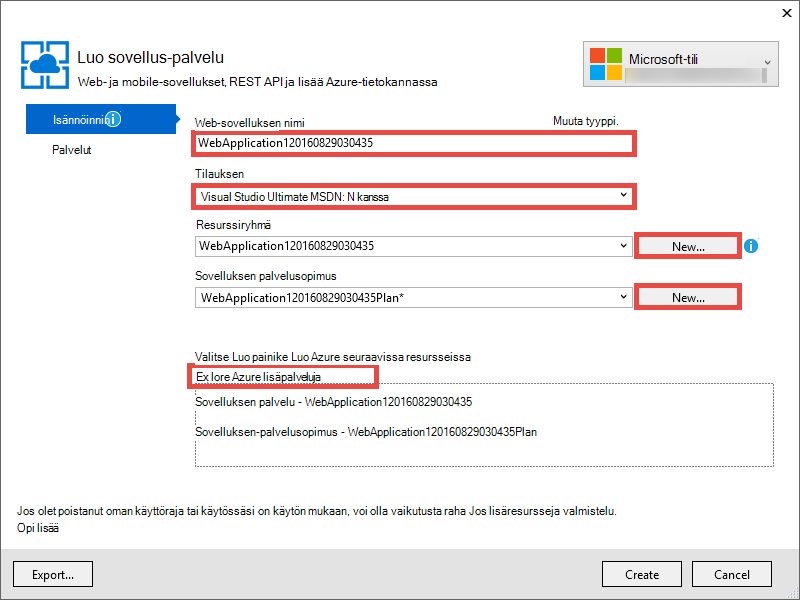 Luo sovellus-palvelu
Web- ja mobile-sovellukset, REST API ja lisää Azure-tietokannassa
Microsoft-tili
Isännöinnin
Palvelut
Web-sovelluksen nimi
Muuta tyyppi.
WebApplication120160829030435
Tilauksen
Visual Studio Ultimate MSDN: N kanssa
Resurssiryhmä
WebApplication120160829030435
New...
Sovelluksen palvelusopimus
WebApplication120160829030435Plan*
New...
Valitse Luo painike Luo Azure seuraavissa resursseissa
Ex lore Azure lisäpalveluja
Sovelluksen palvelu - WebApplication120160829030435
Sovelluksen-palvelusopimus - WebApplication120160829030435Plan
Jos olet poistanut oman käyttöraja tai käytössäsi on käytön mukaan, voi olla vaikutusta raha Jos lisäresursseja valmistelu.
Opi lisää
Export...
Create
Cancel